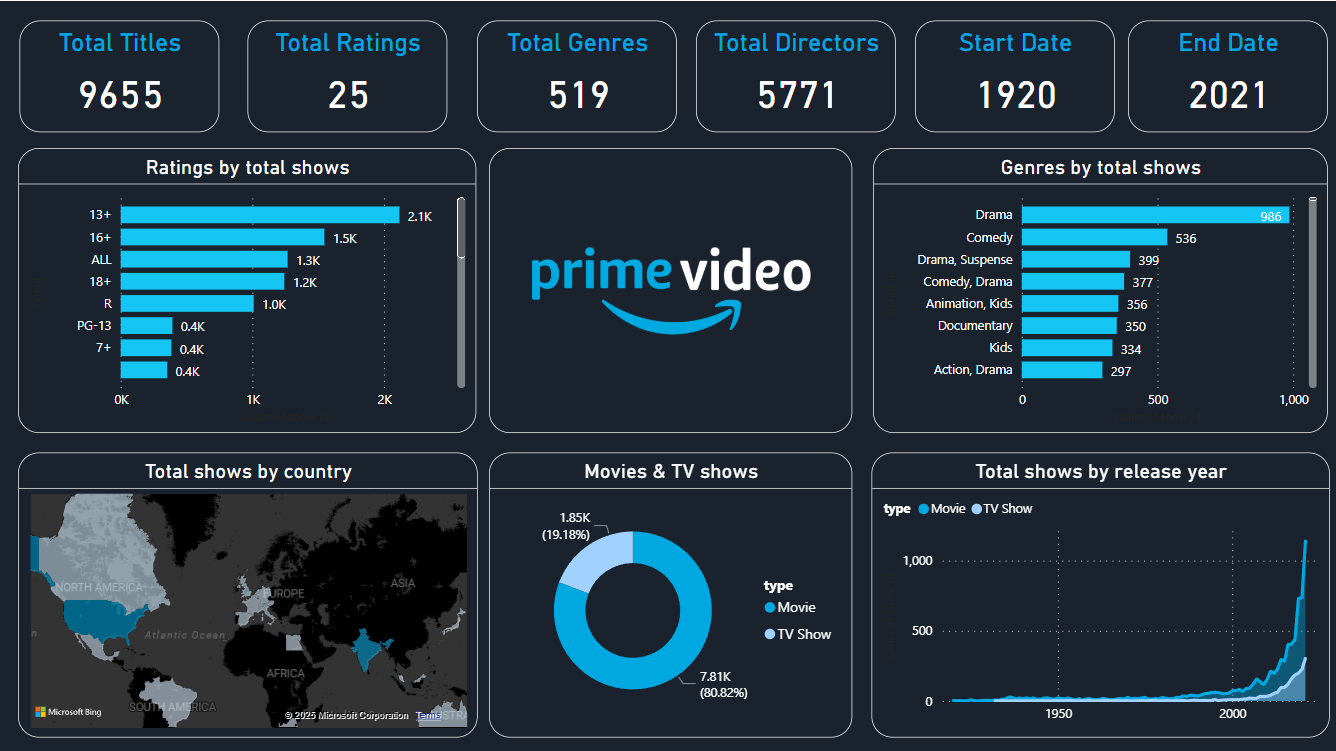 Total Titles
9655
Total Ratings
25
Total Genres
519
Total Directors
5771
Start Date
1920
End Date
2021
Ratings by total shows
13+
2.1K
16+
1.5K
ALL
1.3K
18+
1.2K
R
1.0K
PG-13
0.4K
7+
0.4K
0.4K
0K 1K 2K
prime video
Genres by total shows
Drama
986
Comedy
536
Drama, Suspense
399
Comedy, Drama
377
Animation, Kids
356
Documentary
350
Kids
334
Action, Drama
297
0 500 1,000
Total shows by country
NORTH AMERICA
EUROPE
ASIA
Atlantic Ocean
AFRICA
SOUTH AMERICA
Microsoft Bing
© 2025 Microsoft Corporation Terms
Movies & TV shows
1.85K
(19.18%)
type
Movie
TV Show
7.81K
(80.82%)
Total shows by release year
type Movie TV Show
1,000
500
0
1950 2000